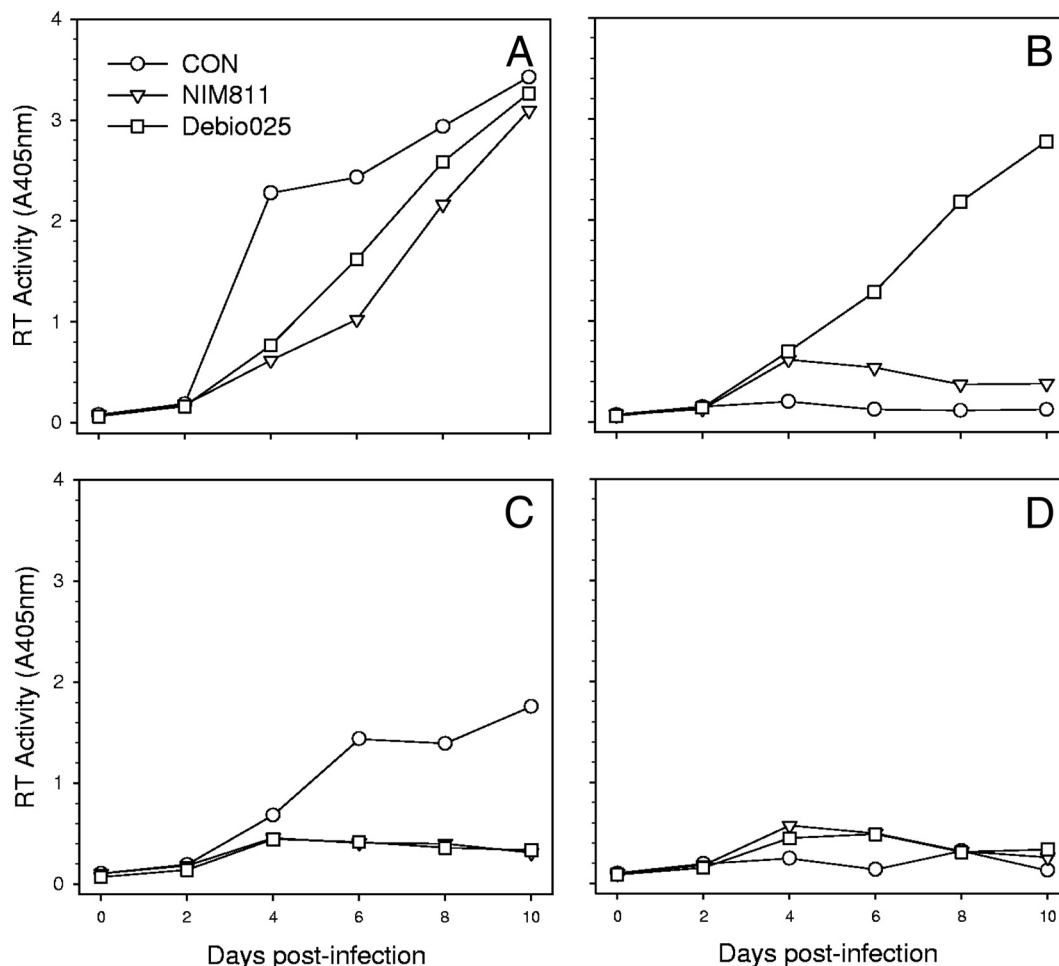 A
CON
NIM811
Debio025
4
3
2
1
0
RT Activity (A405nm)
B
C
4
3
2
1
0
RT Activity (A405nm)
0 2 4 6 8 10
Days post-infection
D
0 2 4 6 8 10
Days post-infection